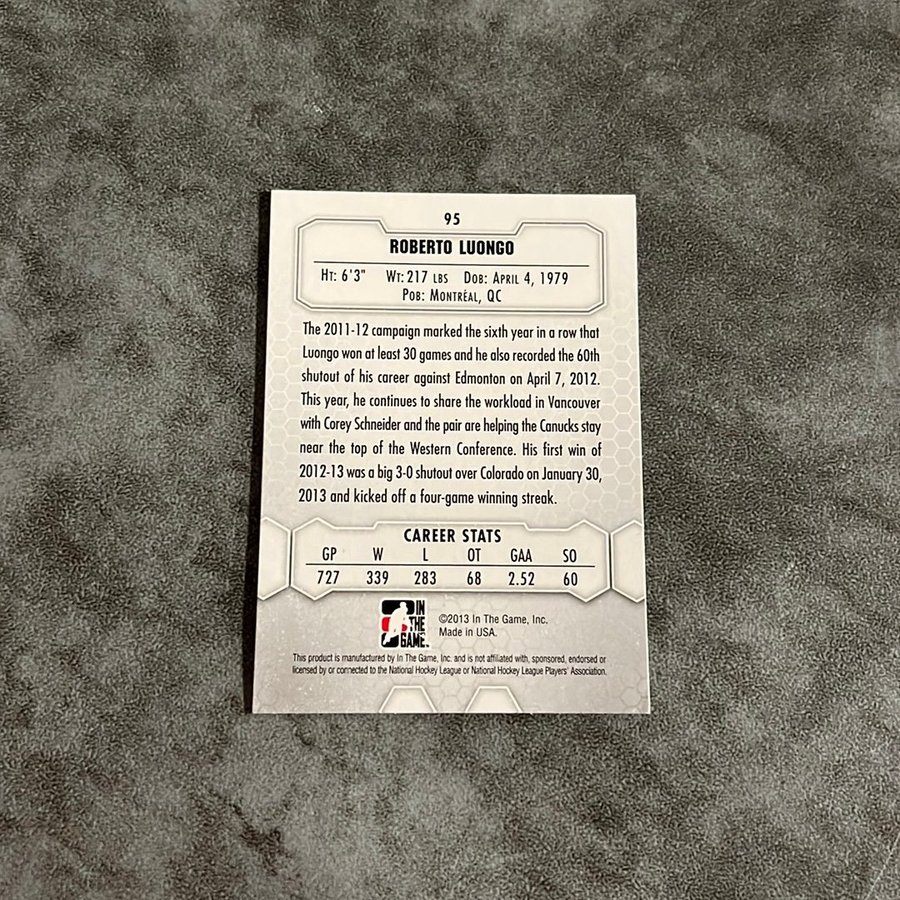 95
ROBERTO LUONGO
HT: 6'3" WT: 217 LBS DOB: APRIL 4, 1979
POB: MONTRÉAL, QC
The 2011-12 campaign marked the sixth year in a row that
Luongo won at least 30 games and he also recorded the 60th
shutout of his career against Edmonton on April 7, 2012.
This year, he continues to share the workload in Vancouver
with Corey Schneider and the pair are helping the Canucks stay
near the top of the Western Conference. His first win of
2012-13 was a big 3-0 shutout over Colorado on January 30,
2013 and kicked off a four-game winning streak.
CAREER STATS
GP W L OT GAA SO
727 339 283 68 2.52 60
IN
THE
GAME
©2013 In The Game, Inc.
Made in USA.
This product is manufactured by In The Game, Inc. and is not affiliated with, sponsored, endorsed or
licensed by or connected to the National Hockey League or National Hockey League Players' Association.